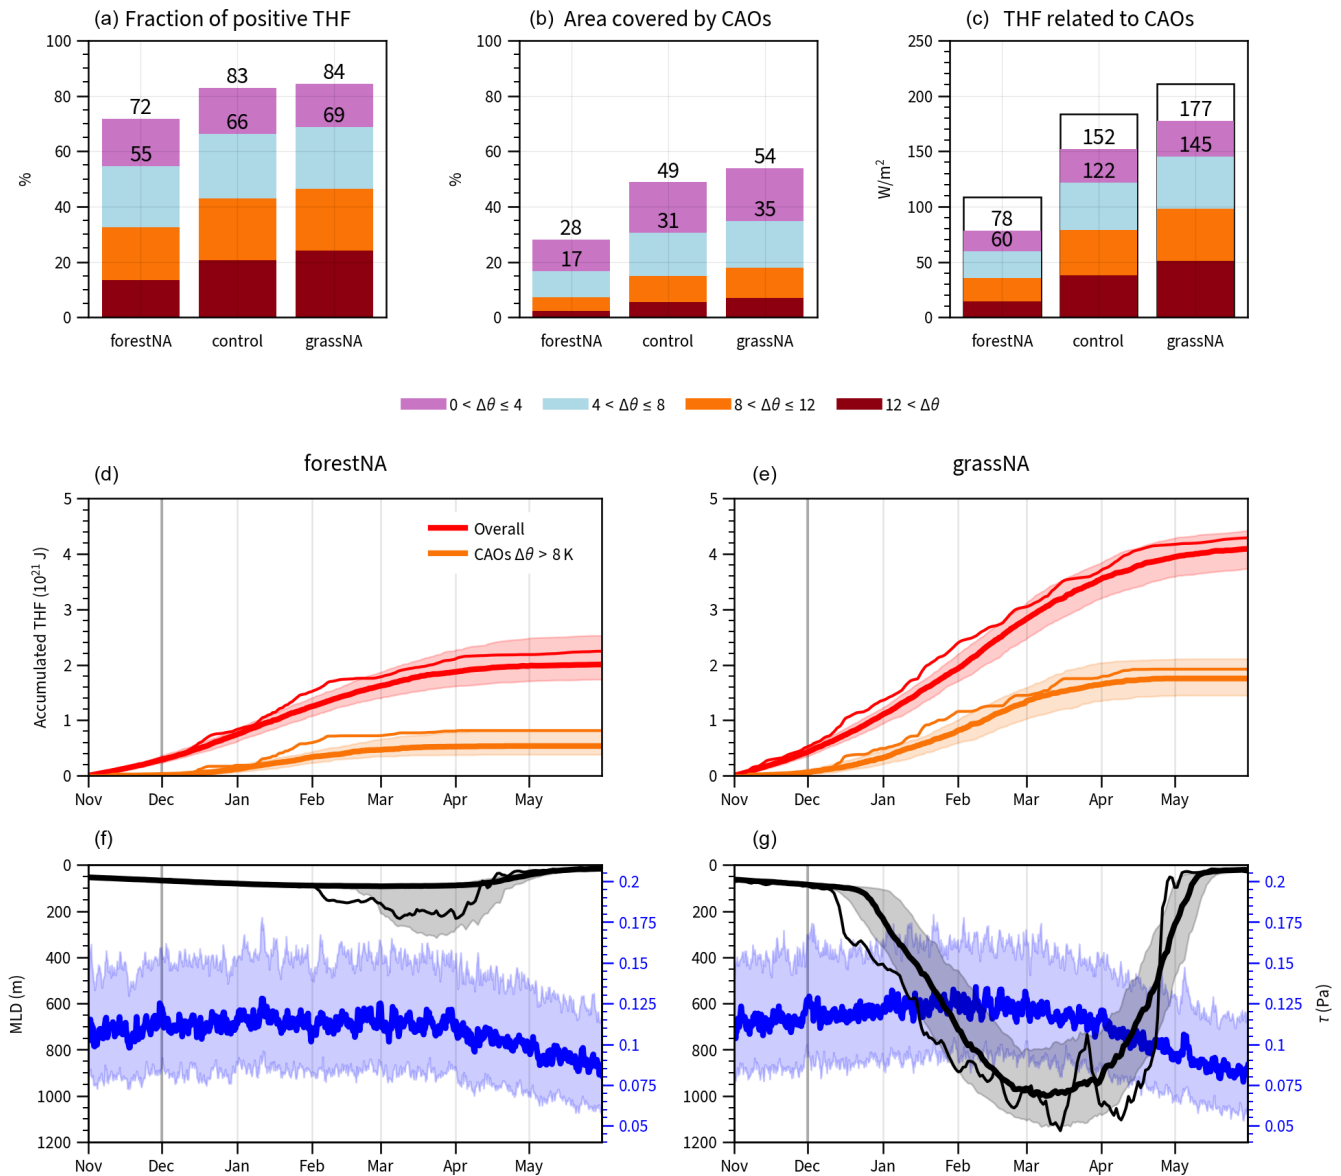 (a) Fraction of positive THF
(b) Area covered by CAOs
(c) THF related to CAOs
100
80
60
40
20
0
%
72
55
83
66
84
69
forestNA
control
grassNA
100
80
60
40
20
0
%
28
17
49
31
54
35
forestNA
control
grassNA
250
200
150
100
50
0
W/m²
78
60
152
122
177
145
forestNA
control
grassNA
0 < Δθ ≤ 4
4 < Δθ ≤ 8
8 < Δθ ≤ 12
12 < Δθ
(d)
forestNA
5
4
3
2
1
0
Accumulated THF (10²¹ J)
Overall
CAOs Δθ > 8 K
Nov
Dec
Jan
Feb
Mar
Apr
May
(e)
grassNA
5
4
3
2
1
0
Nov
Dec
Jan
Feb
Mar
Apr
May
(f)
0
200
400
600
800
1000
1200
MLD (m)
0.2
0.175
0.15
0.125
0.1
0.075
0.05
Nov
Dec
Jan
Feb
Mar
Apr
May
(g)
0
200
400
600
800
1000
1200
0.2
0.175
0.15
0.125
0.1
0.075
0.05
τ (Pa)
Nov
Dec
Jan
Feb
Mar
Apr
May